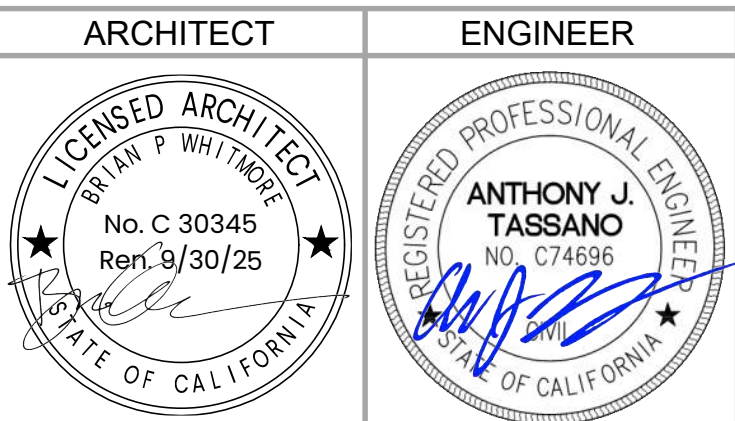 ARCHITECT
LICENSED ARCHITECT
BRIAN P WHITMORE
No. C 30345
Ren. 9/30/25
STATE OF CALIFORNIA
ENGINEER
REGISTERED PROFESSIONAL ENGINEER
ANTHONY J.
TASSANO
NO. C74696
CIVIL
STATE OF CALIFORNIA